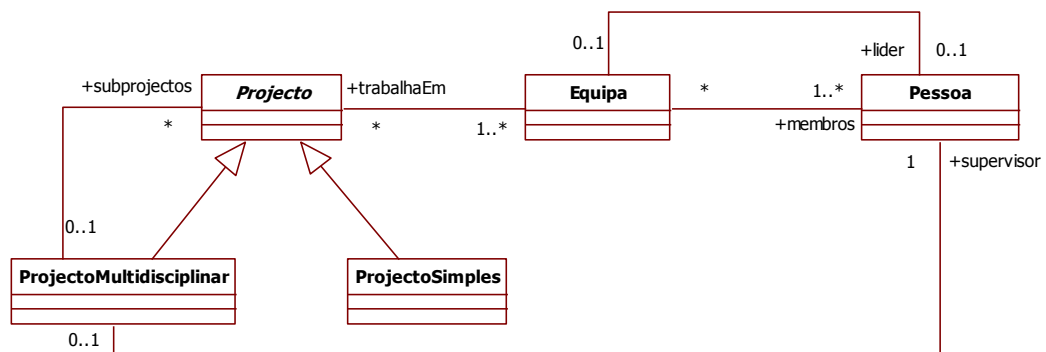 0..1
+lider
0..1
+subprojectos
Projecto
+trabalhaEm
Equipa
*
1..*
Pessoa
*
*
1..*
+membros
1
+supervisor
0..1
ProjectoMultidisciplinar
ProjectoSimples
0..1